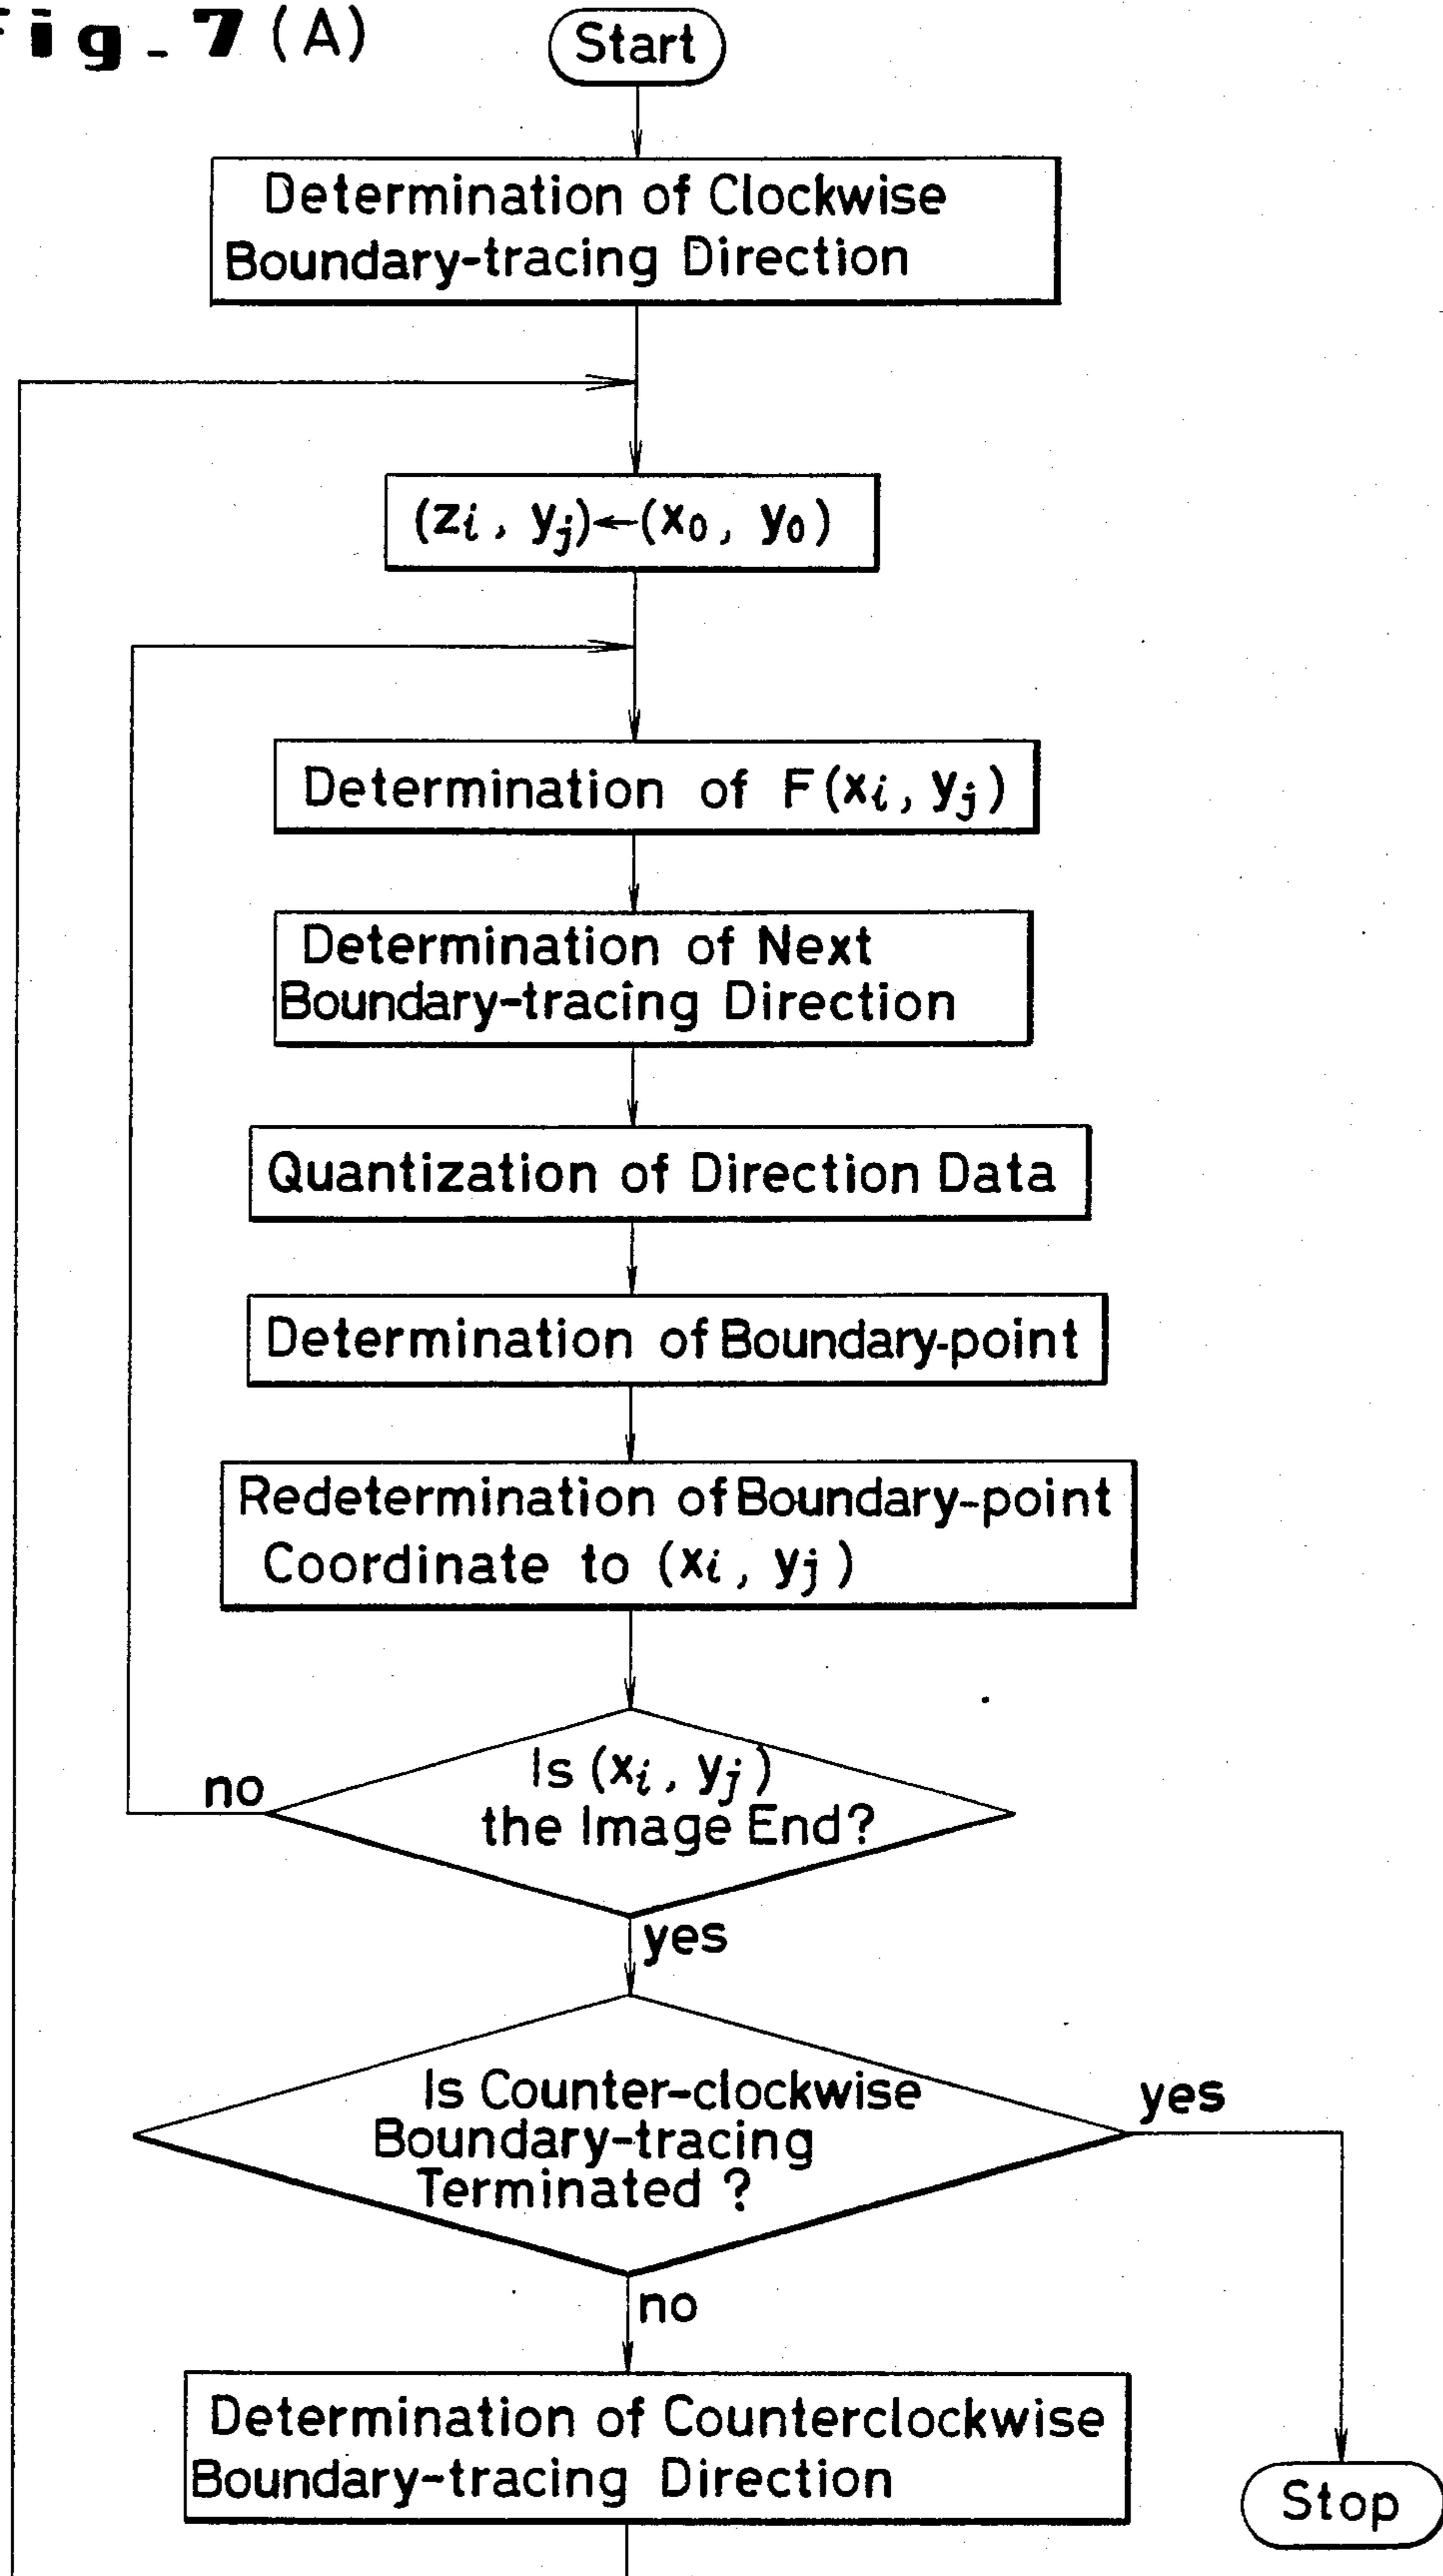 Fig. 7 (A)
Start
Determination of Clockwise
Boundary-tracing Direction
(zi, yj)←(x0, y0)
Determination of F(xi, yj)
Determination of Next
Boundary-tracing Direction
Quantization of Direction Data
Determination of Boundary-point
Redetermination of Boundary-point
Coordinate to (xi, yj)
Is (xi, yj)
the Image End?
no
yes
Is Counter-clockwise
Boundary-tracing
Terminated ?
yes
no
Determination of Counterclockwise
Boundary-tracing Direction
Stop